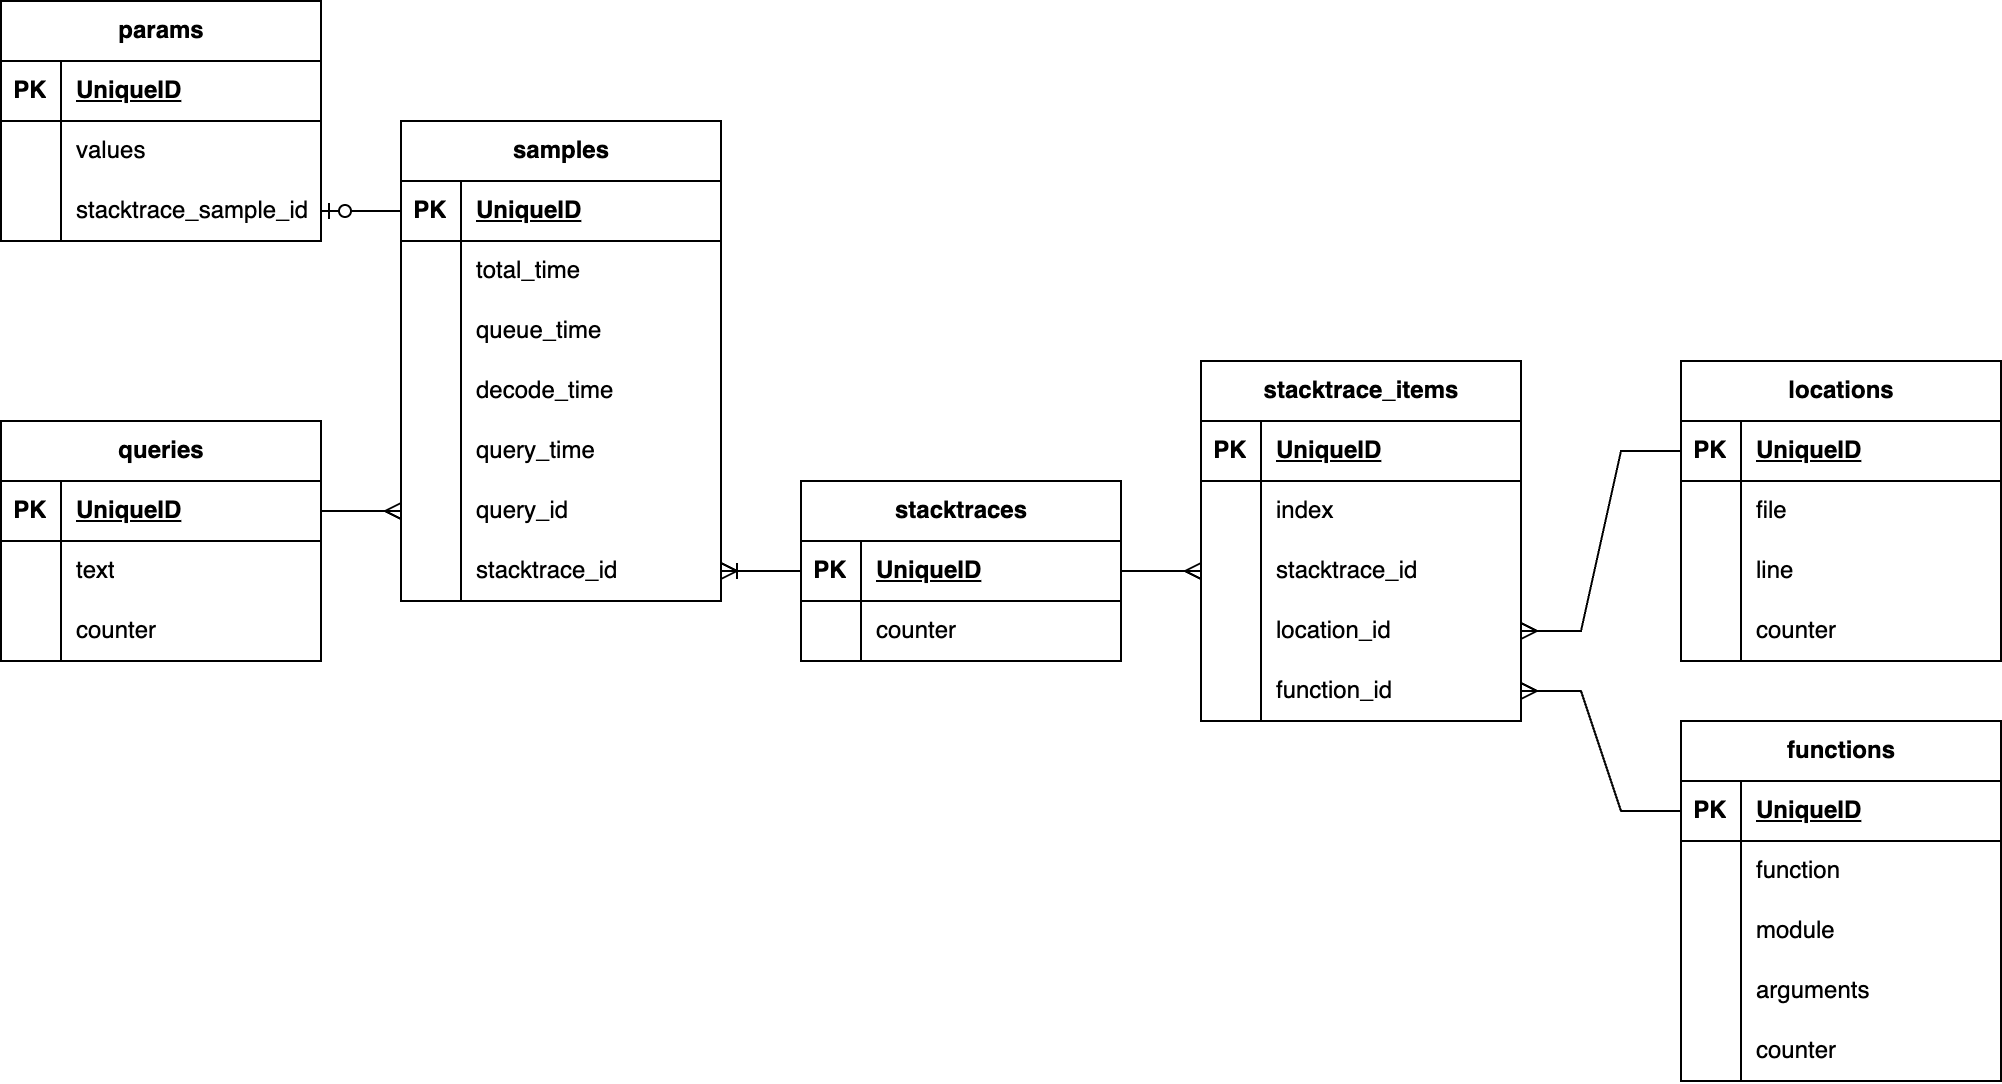 params
PK UniqueID
values
stacktrace_sample_id
samples
PK UniqueID
total_time
queue_time
decode_time
query_time
query_id
stacktrace_id
queries
PK UniqueID
text
counter
stacktraces
PK UniqueID
counter
stacktrace_items
PK UniqueID
index
stacktrace_id
location_id
function_id
locations
PK UniqueID
file
line
counter
functions
PK UniqueID
function
module
arguments
counter